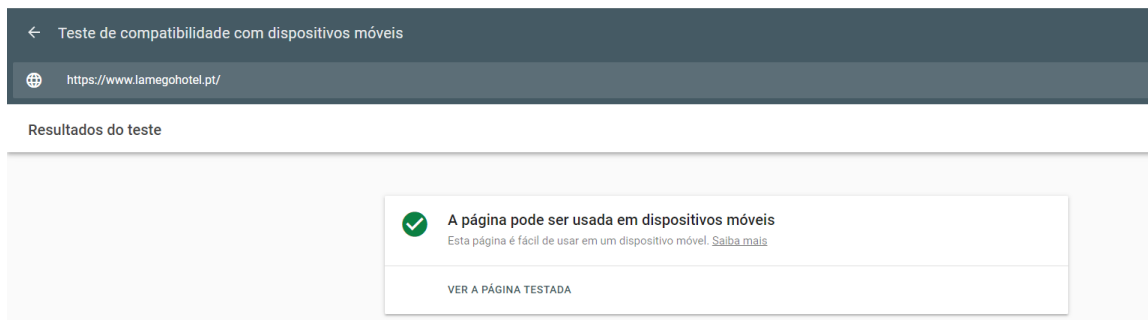 Teste de compatibilidade com dispositivos móveis
https://www.lamegohotel.pt/
Resultados do teste
A página pode ser usada em dispositivos móveis
Esta página é fácil de usar em um dispositivo móvel. Saiba mais
VER A PÁGINA TESTADA